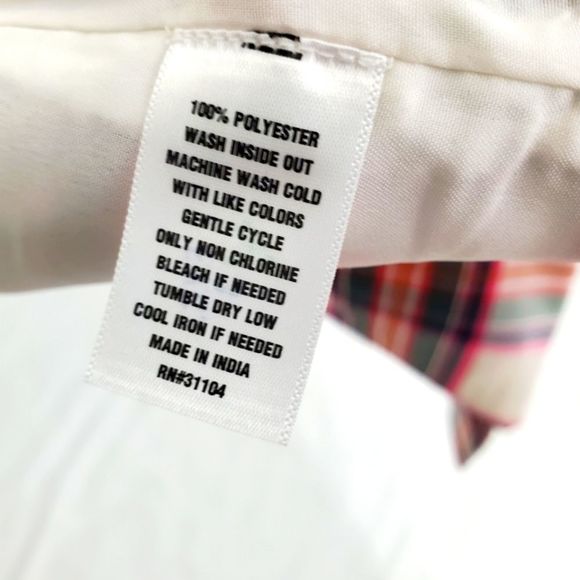 100% POLYESTER
WASH INSIDE OUT
MACHINE WASH COLD
WITH LIKE COLORS
GENTLE CYCLE
ONLY NON CHLORINE
BLEACH IF NEEDED
TUMBLE DRY LOW
COOL IRON IF NEEDED
MADE IN INDIA
RN#31104